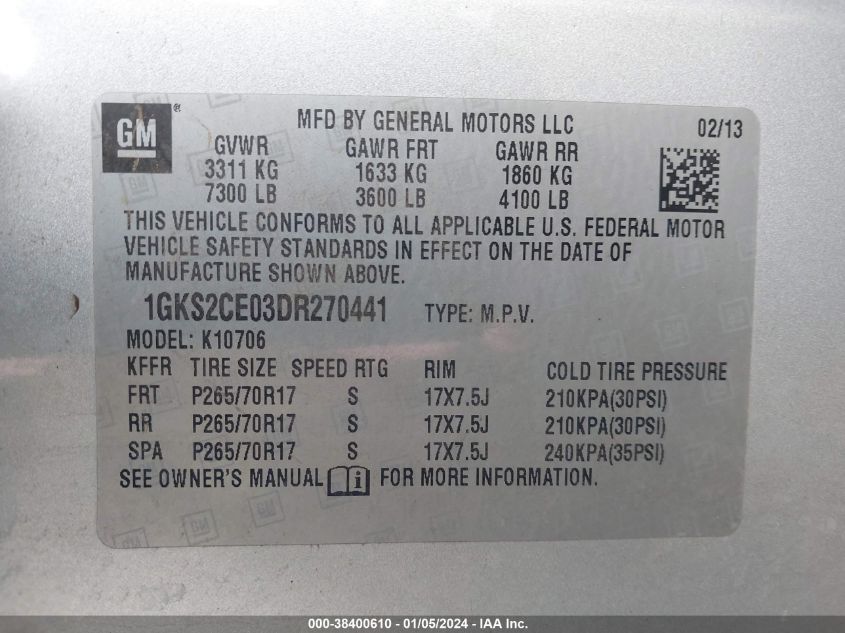 GM ®
MFD BY GENERAL MOTORS LLC 02/13
GVWR GAWR FRT GAWR RR
3311 KG 1633 KG 1860 KG
7300 LB 3600 LB 4100 LB
THIS VEHICLE CONFORMS TO ALL APPLICABLE U.S. FEDERAL MOTOR
VEHICLE SAFETY STANDARDS IN EFFECT ON THE DATE OF
MANUFACTURE SHOWN ABOVE.
1GKS2CE03DR270441 TYPE: M.P.V.
MODEL: K10706
KFFR TIRE SIZE SPEED RTG RIM COLD TIRE PRESSURE
FRT P265/70R17 S 17X7.5J 210KPA(30PSI)
RR P265/70R17 S 17X7.5J 210KPA(30PSI)
SPA P265/70R17 S 17X7.5J 240KPA(35PSI)
SEE OWNER'S MANUAL i FOR MORE INFORMATION.
000-38400610 - 01/05/2024 - IAA Inc.